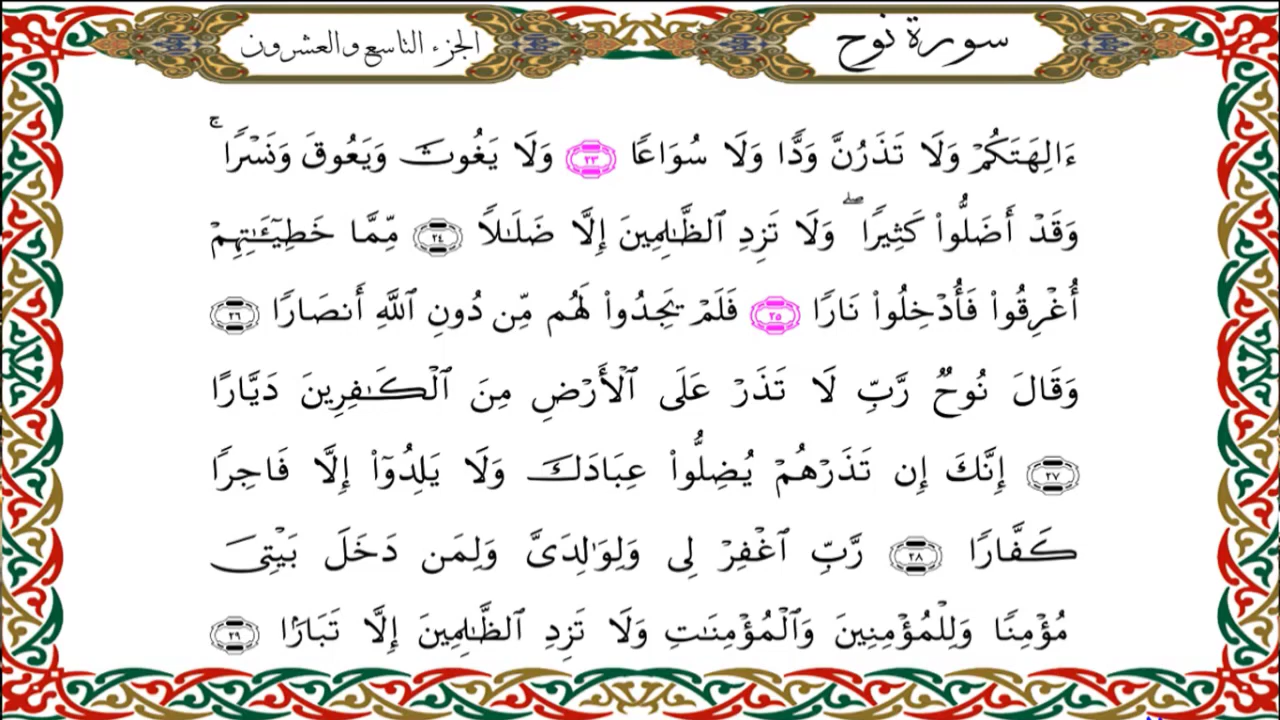 سورة نوح
الجزء التاسع والعشرون
ءَالِهَتَكُمْ وَلَا تَذَرُنَّ وَدًّا وَلَا سُوَاعًا ٢٣ وَلَا يَغُوثَ وَيَعُوقَ وَنَسْرًا ۚ
وَقَدْ أَضَلُّوا۟ كَثِيرًا ۖ وَلَا تَزِدِ ٱلظَّـٰلِمِينَ إِلَّا ضَلَـٰلًا ٢٤ مِّمَّا خَطِيٓـَٔـٰتِهِمْ
أُغْرِقُوا۟ فَأُدْخِلُوا۟ نَارًا ٢٥ فَلَمْ يَجِدُوا۟ لَهُم مِّن دُونِ ٱللَّهِ أَنصَارًا ٢٦
وَقَالَ نُوحٌ رَّبِّ لَا تَذَرْ عَلَى ٱلْأَرْضِ مِنَ ٱلْكَـٰفِرِينَ دَيَّارًا
٢٧ إِنَّكَ إِن تَذَرْهُمْ يُضِلُّوا۟ عِبَادَكَ وَلَا يَلِدُوٓا۟ إِلَّا فَاجِرًا
كَفَّارًا ٢٨ رَّبِّ ٱغْفِرْ لِى وَلِوَٰلِدَىَّ وَلِمَن دَخَلَ بَيْتِىَ
مُؤْمِنًا وَلِلْمُؤْمِنِينَ وَٱلْمُؤْمِنَـٰتِ وَلَا تَزِدِ ٱلظَّـٰلِمِينَ إِلَّا تَبَارًۢا ٢٩